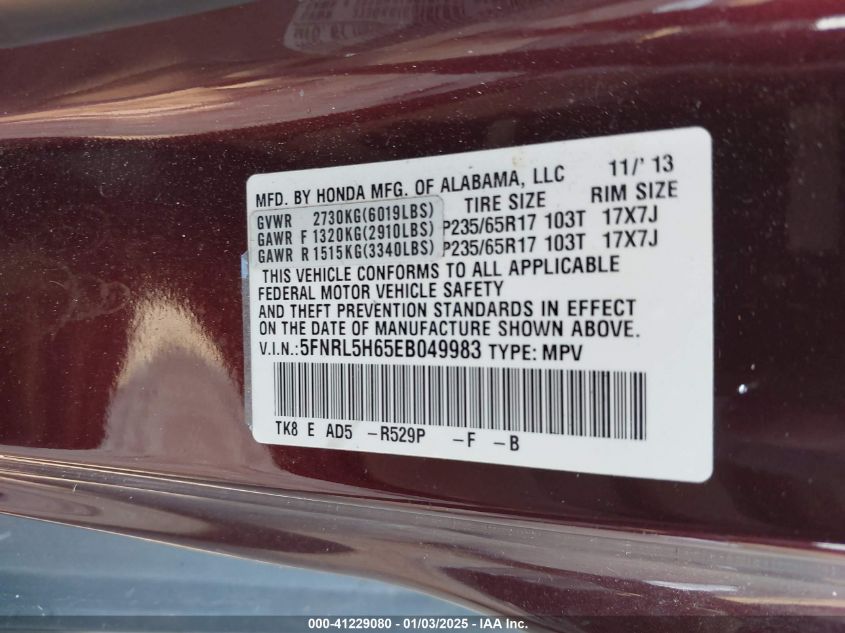 MFD. BY HONDA MFG. OF ALABAMA, LLC 11/' 13
TIRE SIZE RIM SIZE
GVWR 2730KG(6019LBS)
GAWR F 1320KG(2910LBS) P235/65R17 103T 17X7J
GAWR R 1515KG(3340LBS) P235/65R17 103T 17X7J
THIS VEHICLE CONFORMS TO ALL APPLICABLE
FEDERAL MOTOR VEHICLE SAFETY
AND THEFT PREVENTION STANDARDS IN EFFECT
ON THE DATE OF MANUFACTURE SHOWN ABOVE.
V.I.N.:5FNRL5H65EB049983 TYPE: MPV
TK8 E AD5 -R529P -F -B
000-41229080 - 01/03/2025 - IAA Inc.